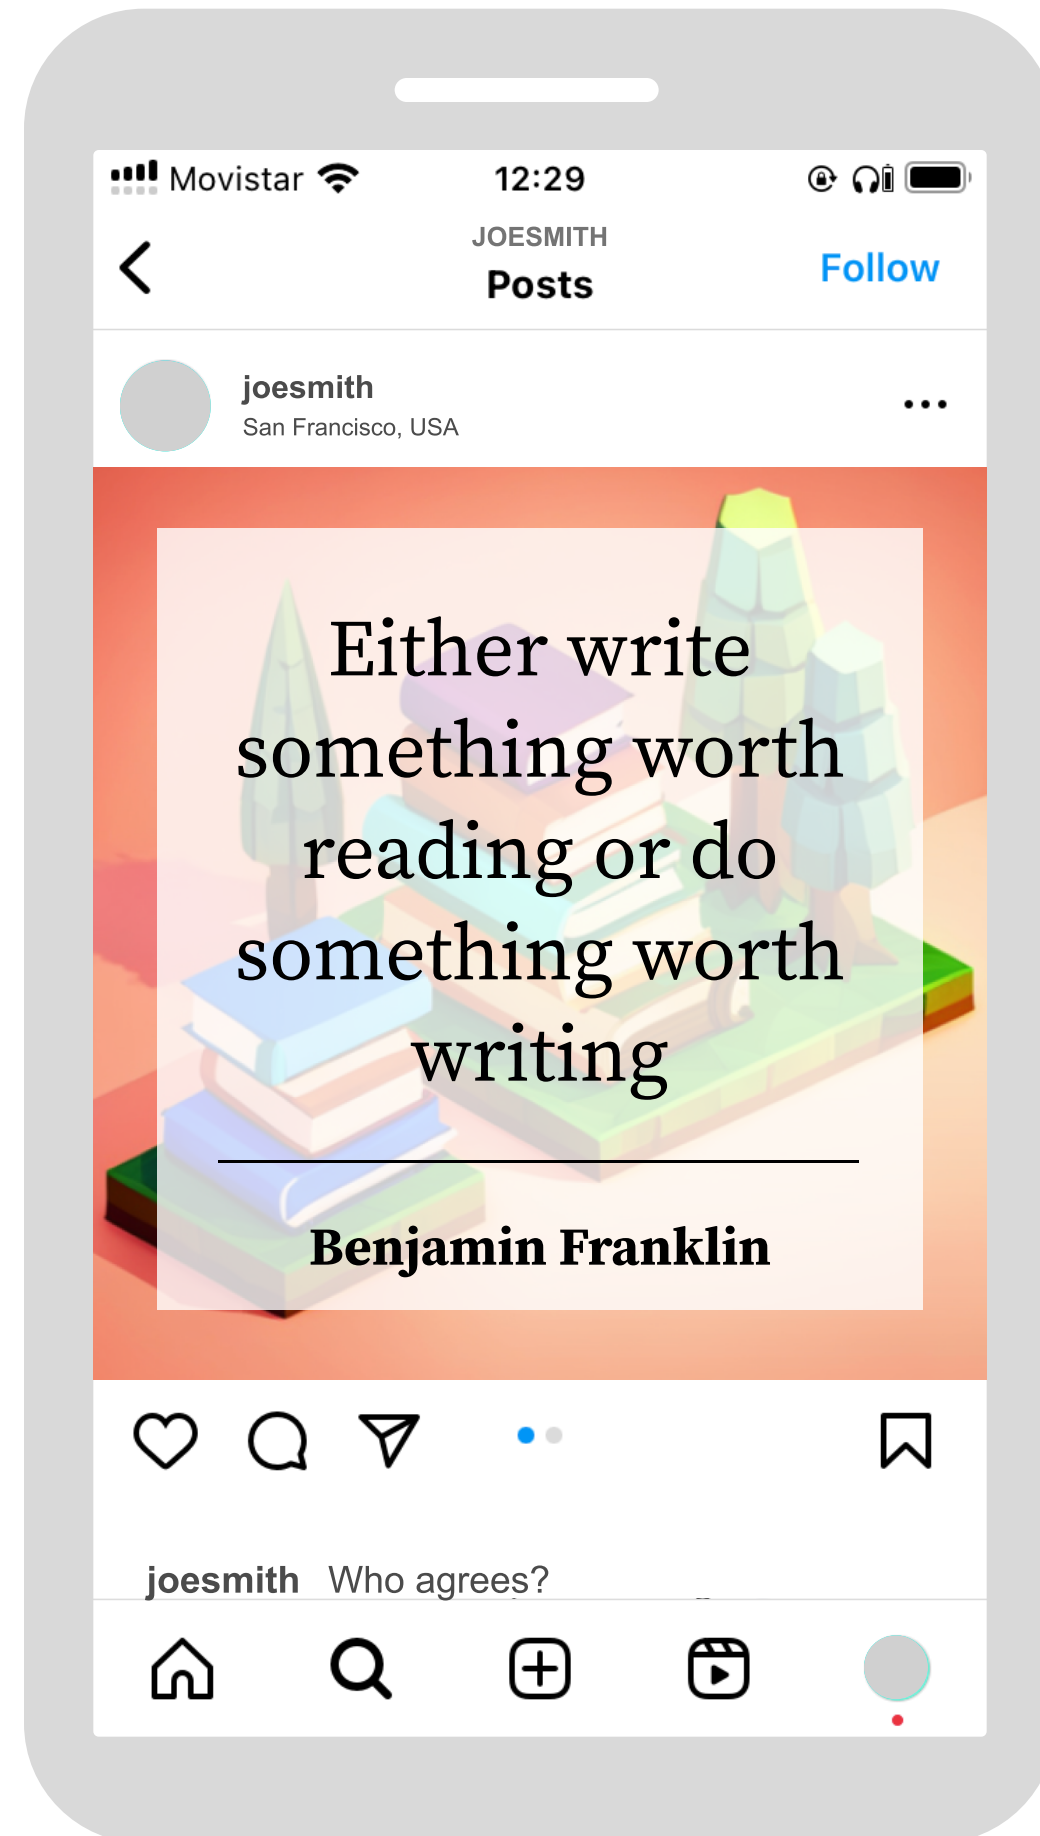 Movistar 12:29
JOESMITH
Posts
Follow
joesmith
San Francisco, USA
Either write
something worth
reading or do
something worth
writing
Benjamin Franklin
joesmith Who agrees?